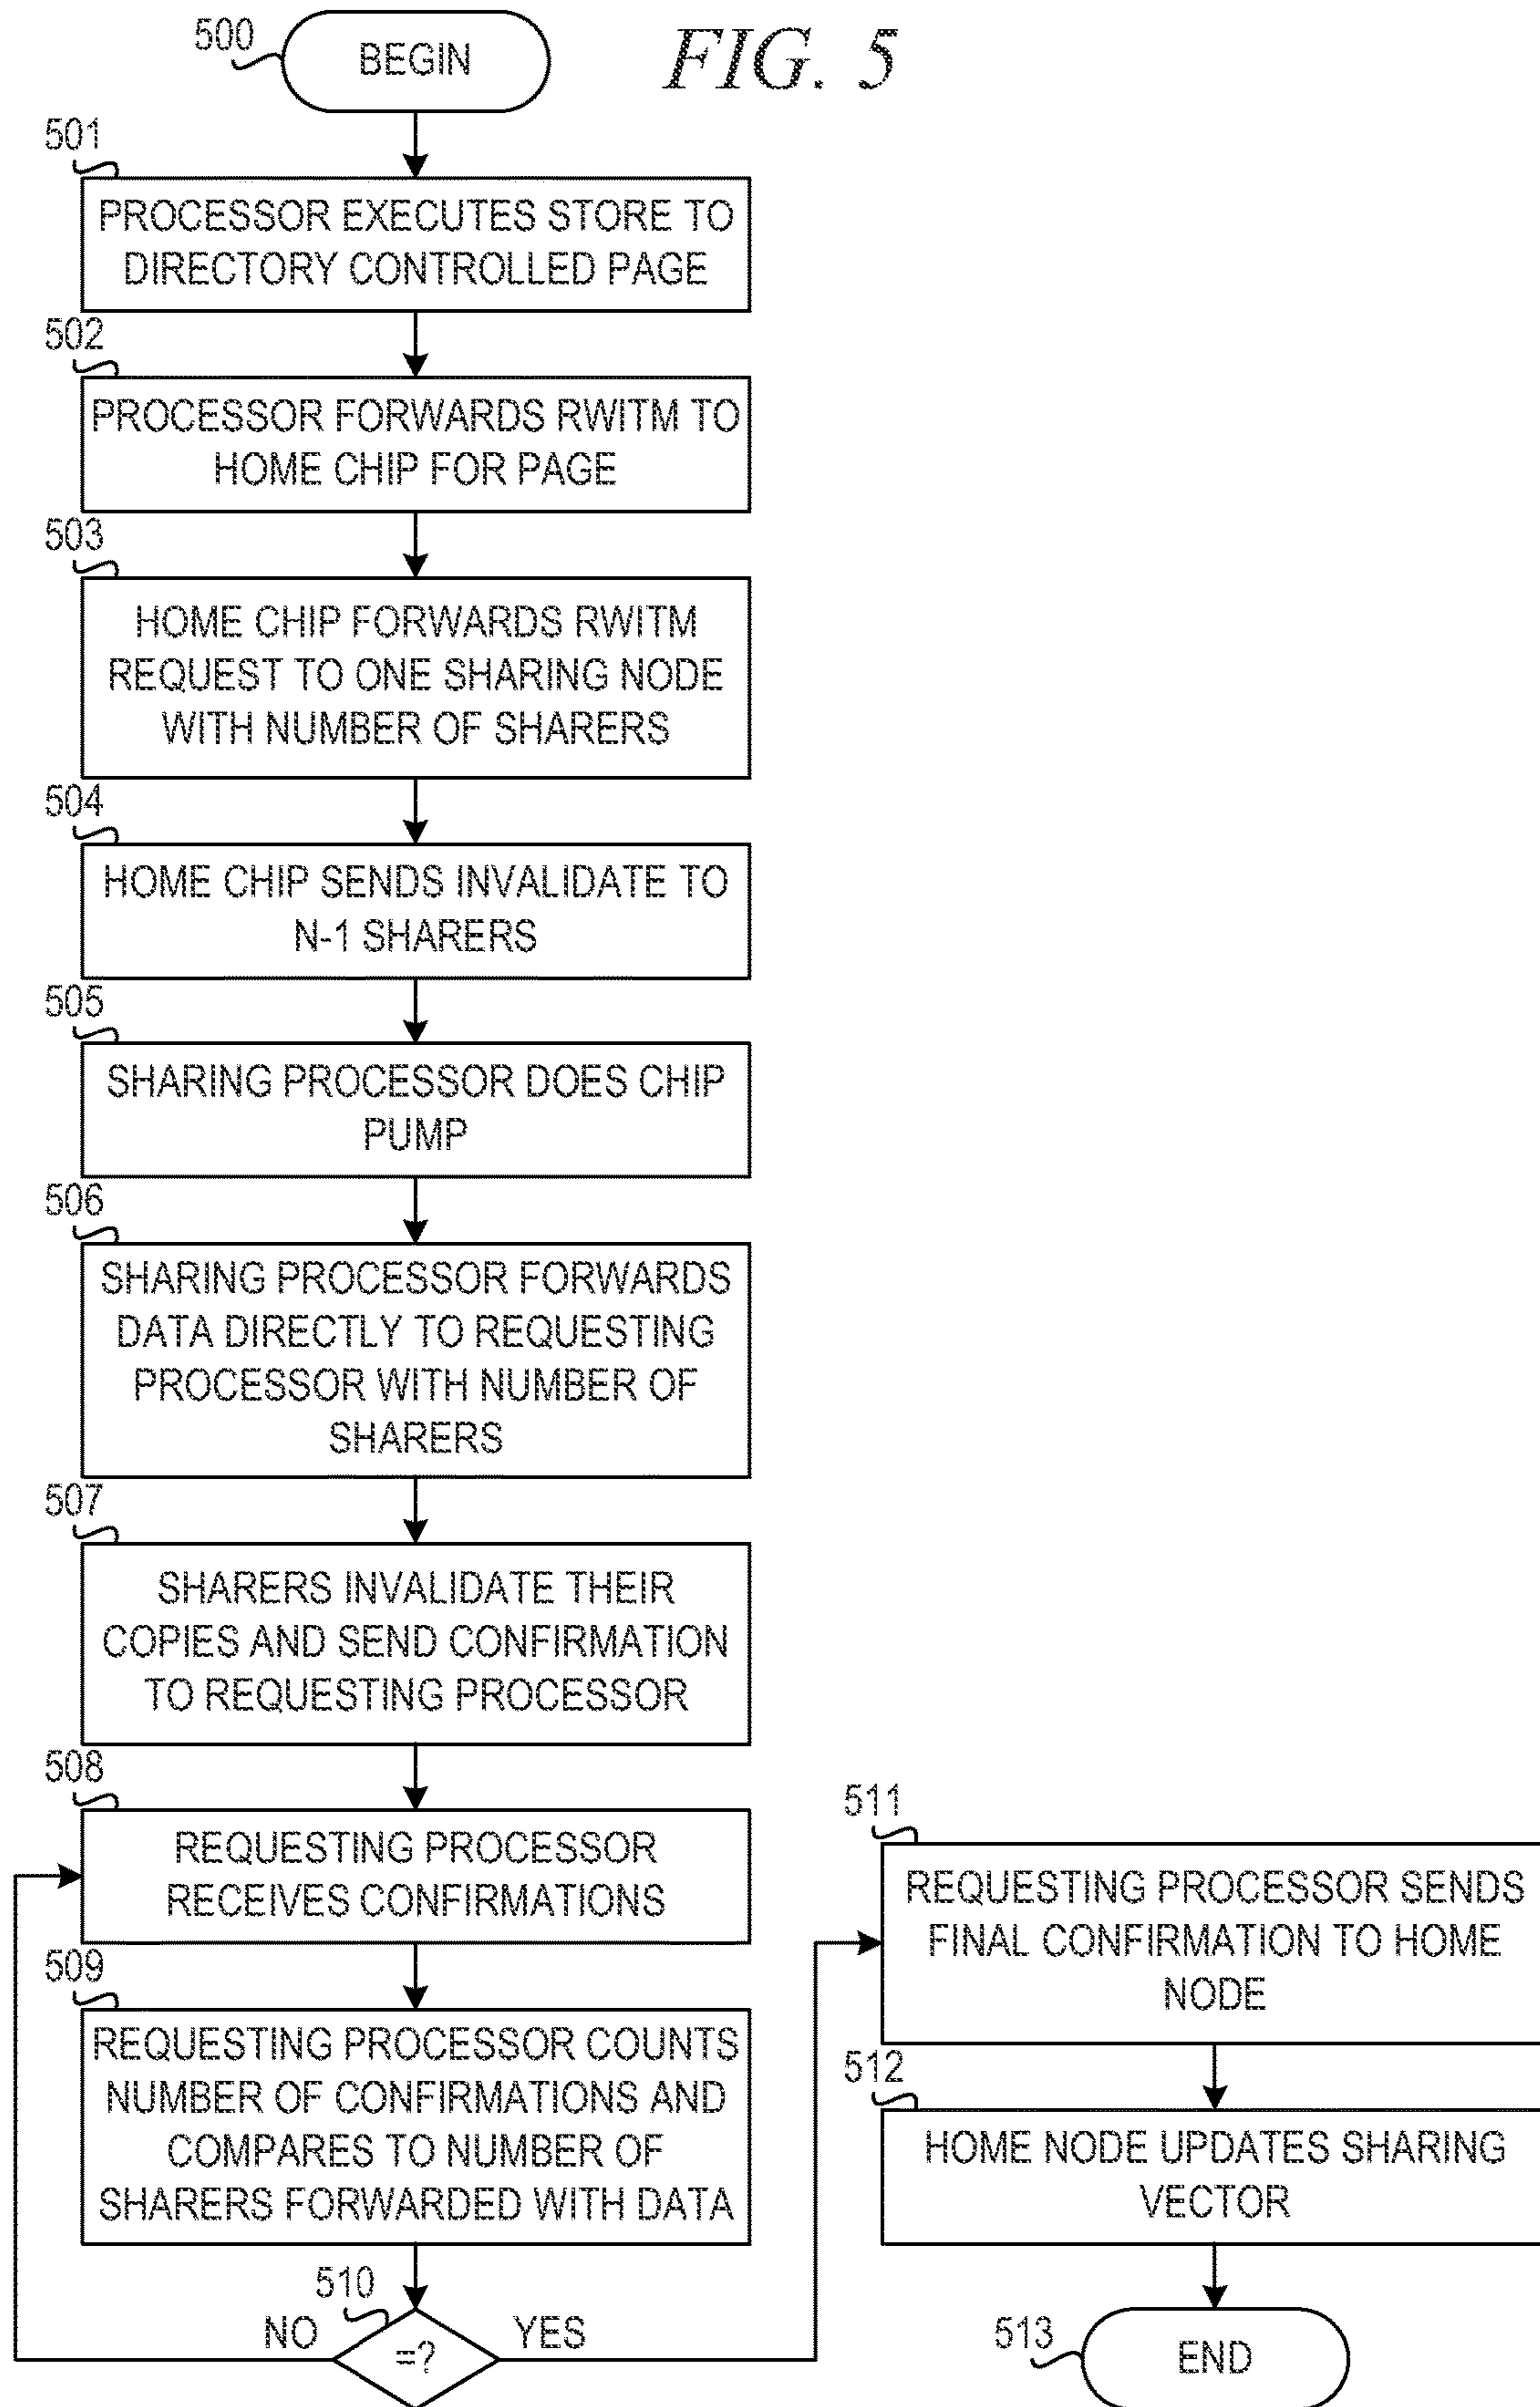 500
BEGIN
FIG. 5
501
PROCESSOR EXECUTES STORE TO
DIRECTORY CONTROLLED PAGE
502
PROCESSOR FORWARDS RWITM TO
HOME CHIP FOR PAGE
503
HOME CHIP FORWARDS RWITM
REQUEST TO ONE SHARING NODE
WITH NUMBER OF SHARERS
504
HOME CHIP SENDS INVALIDATE TO
N-1 SHARERS
505
SHARING PROCESSOR DOES CHIP
PUMP
506
SHARING PROCESSOR FORWARDS
DATA DIRECTLY TO REQUESTING
PROCESSOR WITH NUMBER OF
SHARERS
507
SHARERS INVALIDATE THEIR
COPIES AND SEND CONFIRMATION
TO REQUESTING PROCESSOR
508
REQUESTING PROCESSOR
RECEIVES CONFIRMATIONS
509
REQUESTING PROCESSOR COUNTS
NUMBER OF CONFIRMATIONS AND
COMPARES TO NUMBER OF
SHARERS FORWARDED WITH DATA
510
NO
=?
YES
511
REQUESTING PROCESSOR SENDS
FINAL CONFIRMATION TO HOME
NODE
512
HOME NODE UPDATES SHARING
VECTOR
513
END